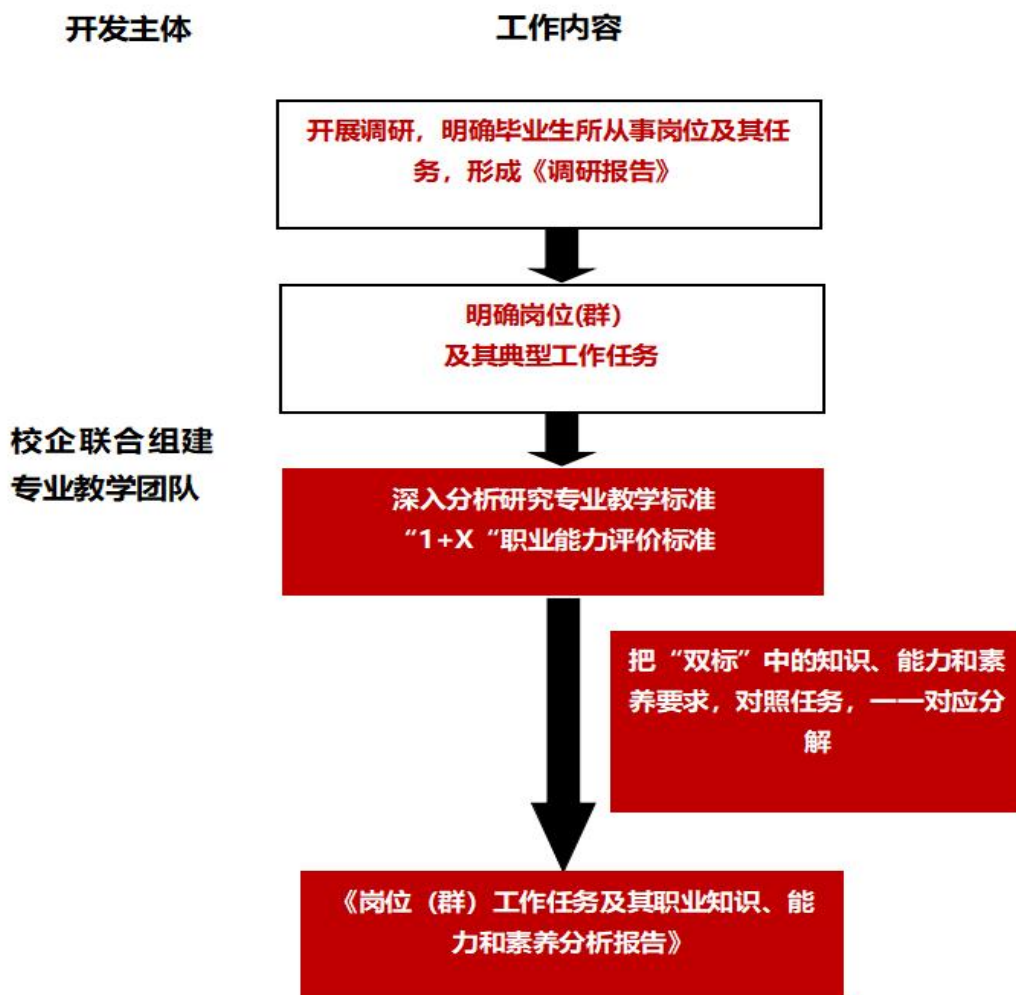 开发主体
工作内容
开展调研，明确毕业生所从事岗位及其任
务，形成《调研报告》
明确岗位(群)
及其典型工作任务
校企联合组建
专业教学团队
深入分析研究专业教学标准
“1+X“职业能力评价标准
把“双标”中的知识、能力和素
养要求，对照任务，一一对应分
解
《岗位（群）工作任务及其职业知识、能
力和素养分析报告》